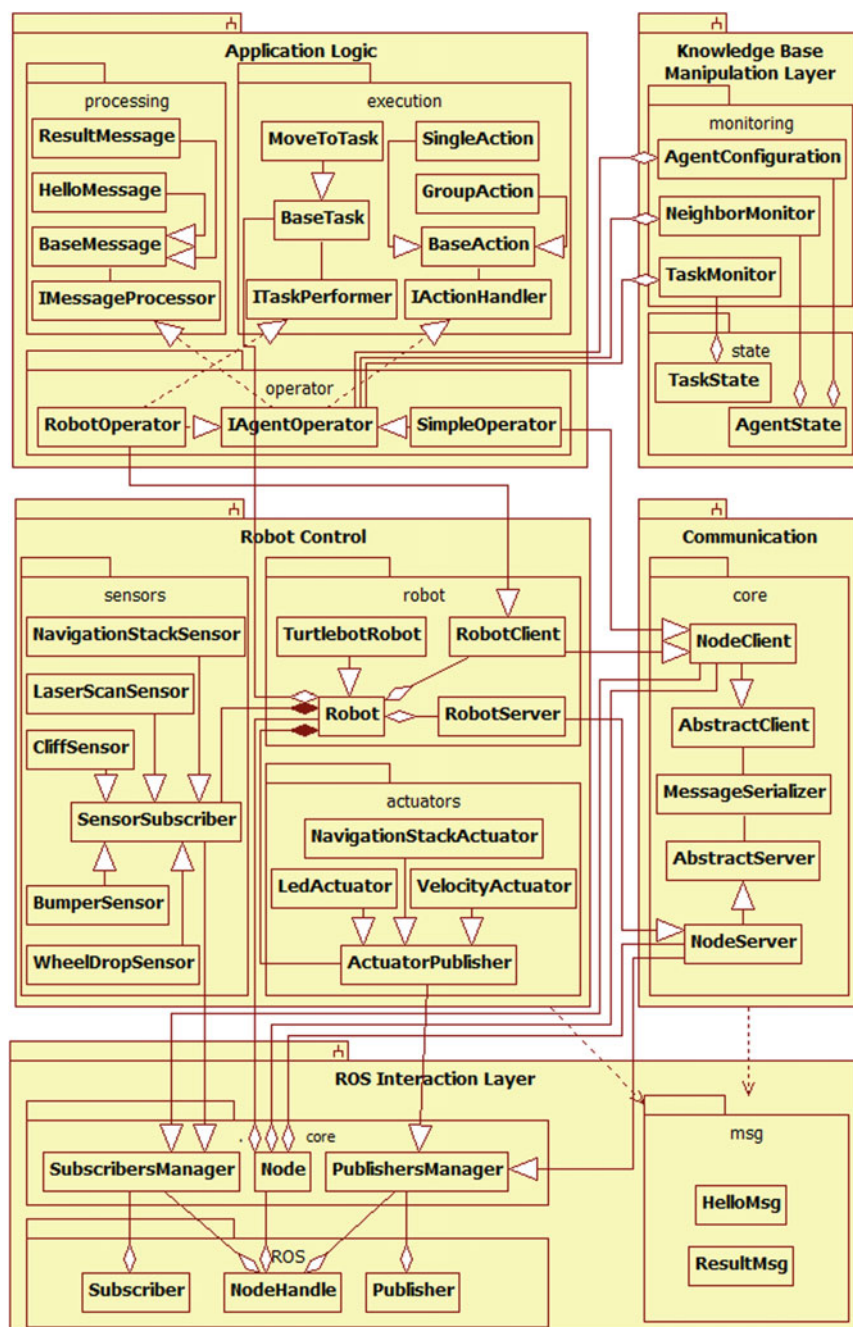 Application Logic
processing
ResultMessage
HelloMessage
BaseMessage
IMessageProcessor
execution
MoveToTask
SingleAction
GroupAction
BaseTask
BaseAction
ITaskPerformer
IActionHandler
operator
RobotOperator
IAgentOperator
SimpleOperator
Knowledge Base
Manipulation Layer
monitoring
AgentConfiguration
NeighborMonitor
TaskMonitor
state
TaskState
AgentState
Robot Control
sensors
NavigationStackSensor
LaserScanSensor
CliffSensor
SensorSubscriber
BumperSensor
WheelDropSensor
robot
TurtlebotRobot
RobotClient
Robot
RobotServer
actuators
NavigationStackActuator
LedActuator
VelocityActuator
ActuatorPublisher
Communication
core
NodeClient
AbstractClient
MessageSerializer
AbstractServer
NodeServer
ROS Interaction Layer
core
SubscribersManager
Node
PublishersManager
ROS
Subscriber
NodeHandle
Publisher
msg
HelloMsg
ResultMsg